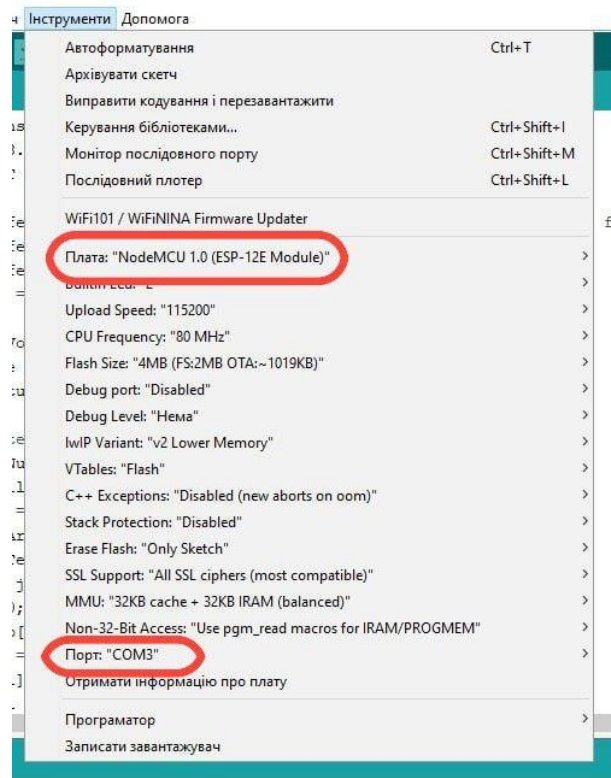 Інструменти Допомога
Автоформатування Ctrl+T
Архівувати скетч
Виправити кодування і перезавантажити
Керування бібліотеками... Ctrl+Shift+I
Монітор послідовного порту Ctrl+Shift+M
Послідовний плотер Ctrl+Shift+L
WiFi101 / WiFiNINA Firmware Updater
Плата: "NodeMCU 1.0 (ESP-12E Module)"
Builtin Led: "2"
Upload Speed: "115200"
CPU Frequency: "80 MHz"
Flash Size: "4MB (FS:2MB OTA:~1019KB)"
Debug port: "Disabled"
Debug Level: "Нема"
lwIP Variant: "v2 Lower Memory"
VTables: "Flash"
C++ Exceptions: "Disabled (new aborts on oom)"
Stack Protection: "Disabled"
Erase Flash: "Only Sketch"
SSL Support: "All SSL ciphers (most compatible)"
MMU: "32KB cache + 32KB IRAM (balanced)"
Non-32-Bit Access: "Use pgm_read macros for IRAM/PROGMEM"
Порт: "COM3"
Отримати інформацію про плату
Програматор
Записати завантажувач